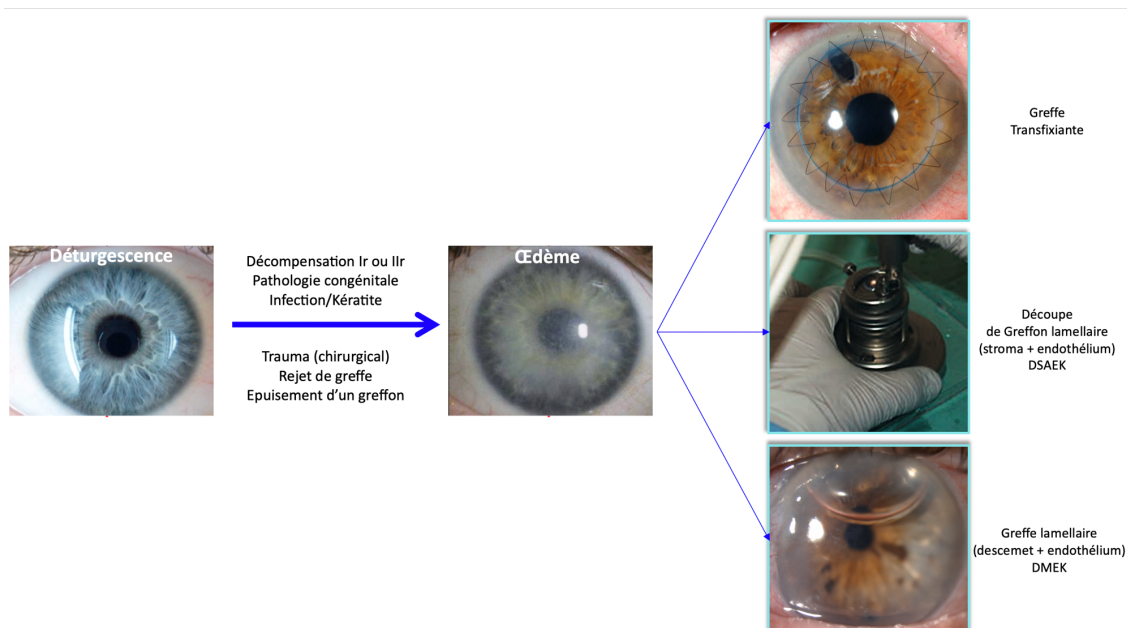 Déturgescence
Décompensation Ir ou IIr
Pathologie congénitale
Infection/Kératite
Trauma (chirurgical)
Rejet de greffe
Epuisement d’un greffon
Œdème
Greffe
Transfixiante
Découpe
de Greffon lamellaire
(stroma + endothélium)
DSAEK
Greffe lamellaire
(descemet + endothélium)
DMEK